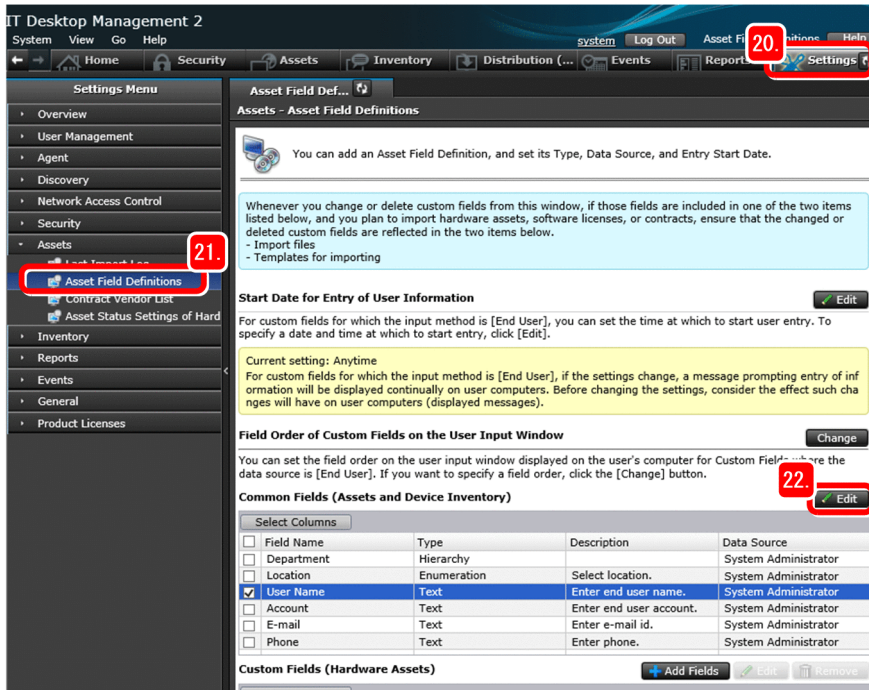 IT Desktop Management 2
System View Go Help
system Log Out Asset Fi
Help
20.
Home Security Assets Inventory Distribution (... Events Report Settings
Settings Menu
Overview
User Management
Agent
Discovery
Network Access Control
Security
Assets
21.
Last Import Log
Asset Field Definitions
Contract Vendor List
Asset Status Settings of Hard
Inventory
Reports
Events
General
Product Licenses
Asset Field Def...
Assets - Asset Field Definitions
You can add an Asset Field Definition, and set its Type, Data Source, and Entry Start Date.
Whenever you change or delete custom fields from this window, if those fields are included in one of the two items
listed below, and you plan to import hardware assets, software licenses, or contracts, ensure that the changed or
deleted custom fields are reflected in the two items below.
- Import files
- Templates for importing
Start Date for Entry of User Information Edit
For custom fields for which the input method is [End User], you can set the time at which to start user entry. To
specify a date and time at which to start entry, click [Edit].
Current setting: Anytime
For custom fields for which the input method is [End User], if the settings change, a message prompting entry of inf
ormation will be displayed continually on user computers. Before changing the settings, consider the effect such cha
nges will have on user computers (displayed messages).
Field Order of Custom Fields on the User Input Window Change
You can set the field order on the user input window displayed on the user's computer for Custom Fields where the
data source is [End User]. If you want to specify a field order, click the [Change] button.
22.
Common Fields (Assets and Device Inventory) Edit
Select Columns
Field Name Type Description Data Source
Department Hierarchy System Administrator
Location Enumeration Select location. System Administrator
User Name Text Enter end user name. System Administrator
Account Text Enter end user account. System Administrator
E-mail Text Enter e-mail id. System Administrator
Phone Text Enter phone. System Administrator
Custom Fields (Hardware Assets) Add Fields Edit Remove